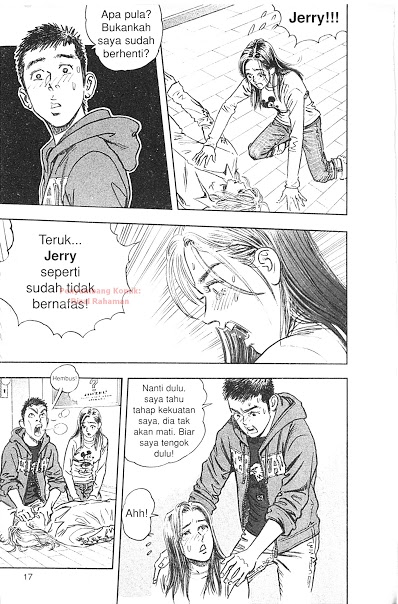 Apa pula?
Bukankah
saya sudah
berhenti?
Jerry!!!
Teruk...
Jerry
seperti
sudah tidak
bernafas!
Hembus!
?
Nanti dulu,
saya tahu
tahap kekuatan
saya, dia tak
akan mati. Biar
saya tengok
dulu!
Ahh!
17